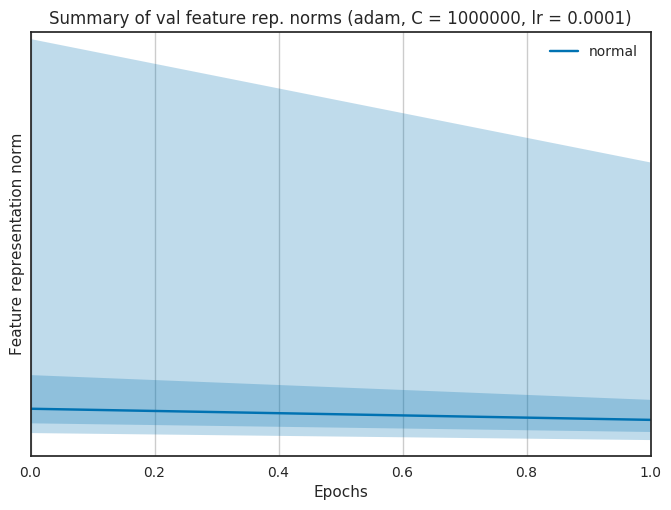 Summary of val feature rep. norms (adam, C = 1000000, lr = 0.0001)
normal
Feature representation norm
0.0 0.2 0.4 0.6 0.8 1.0
Epochs